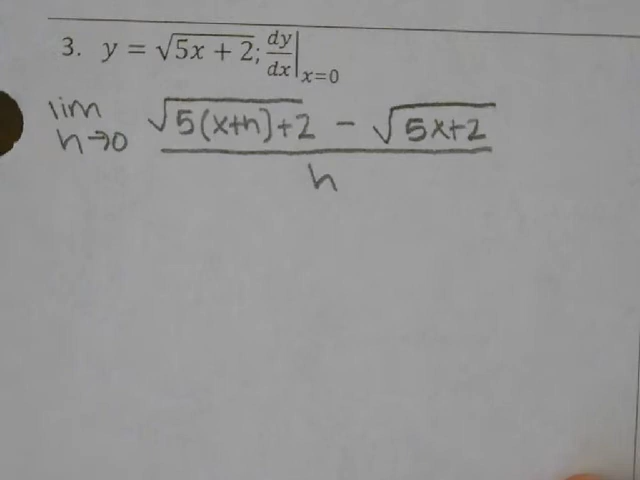 3. y = √(5x + 2); dy/dx |x=0
lim h→0 (√(5(x+h)+2) − √(5x+2)) / h